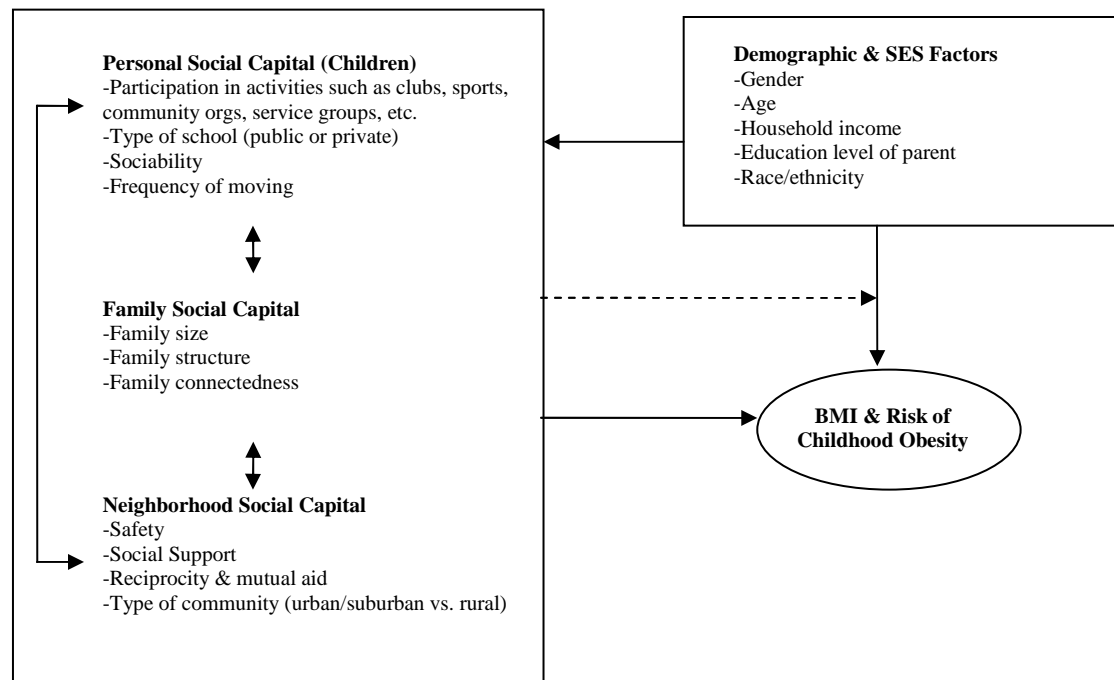 Personal Social Capital (Children)
-Participation in activities such as clubs, sports,
community orgs, service groups, etc.
-Type of school (public or private)
-Sociability
-Frequency of moving
Family Social Capital
-Family size
-Family structure
-Family connectedness
Neighborhood Social Capital
-Safety
-Social Support
-Reciprocity & mutual aid
-Type of community (urban/suburban vs. rural)
Demographic & SES Factors
-Gender
-Age
-Household income
-Education level of parent
-Race/ethnicity
BMI & Risk of
Childhood Obesity